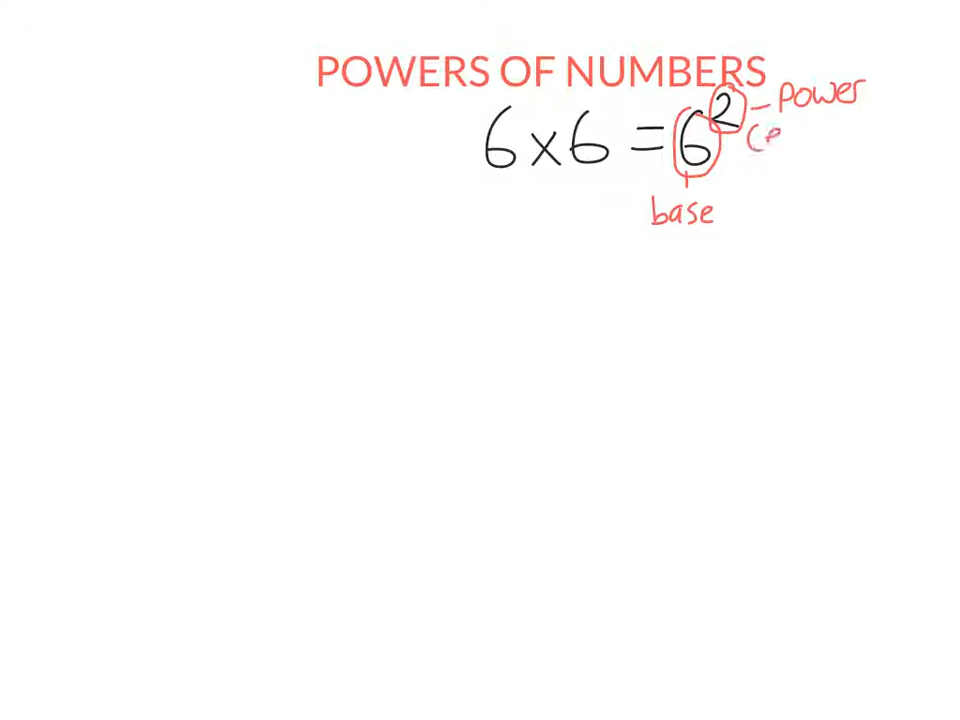 POWERS OF NUMBERS
6 x 6 = 6² – power
(e
base